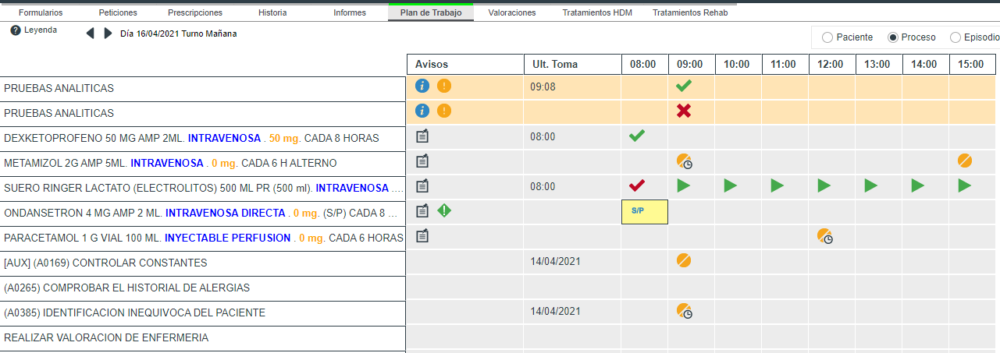 Formularios Peticiones Prescripciones Historia Informes Plan de Trabajo Valoraciones Tratamientos HDM Tratamientos Rehab
? Leyenda Día 16/04/2021 Turno Mañana Paciente Proceso Episodio
Avisos Ult. Toma 08:00 09:00 10:00 11:00 12:00 13:00 14:00 15:00
PRUEBAS ANALITICAS i ! 09:08
PRUEBAS ANALITICAS i !
DEXKETOPROFENO 50 MG AMP 2ML. INTRAVENOSA . 50 mg. CADA 8 HORAS 08:00
METAMIZOL 2G AMP 5ML. INTRAVENOSA . 0 mg. CADA 6 H ALTERNO
SUERO RINGER LACTATO (ELECTROLITOS) 500 ML PR (500 ml). INTRAVENOSA .... 08:00
ONDANSETRON 4 MG AMP 2 ML. INTRAVENOSA DIRECTA . 0 mg. (S/P) CADA 8 ... ! S/P
PARACETAMOL 1 G VIAL 100 ML. INYECTABLE PERFUSION . 0 mg. CADA 6 HORAS
[AUX] (A0169) CONTROLAR CONSTANTES 14/04/2021
(A0265) COMPROBAR EL HISTORIAL DE ALERGIAS
(A0385) IDENTIFICACION INEQUIVOCA DEL PACIENTE 14/04/2021
REALIZAR VALORACION DE ENFERMERIA